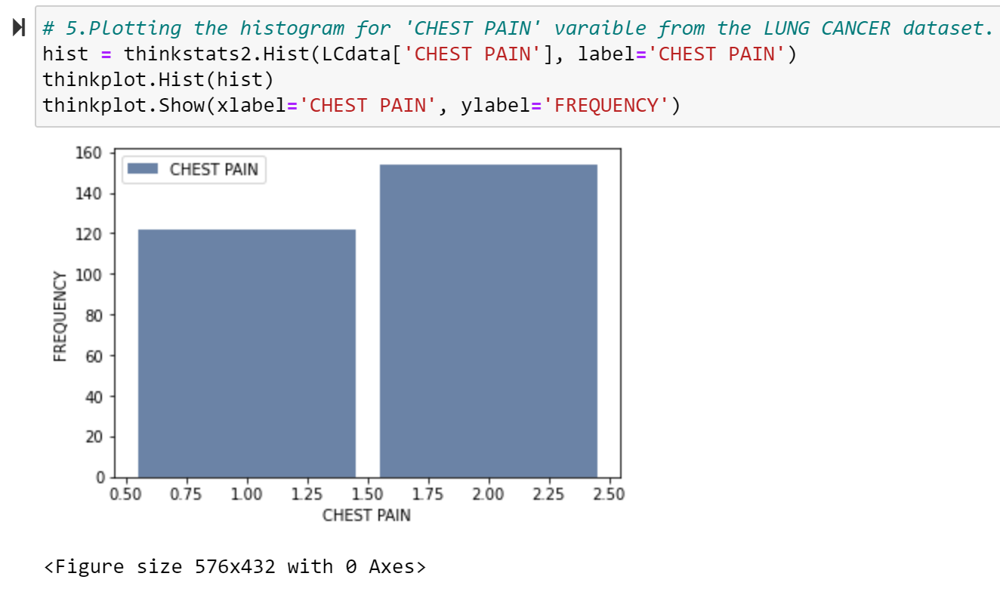 # 5.Plotting the histogram for 'CHEST PAIN' varaible from the LUNG CANCER dataset.
hist = thinkstats2.Hist(LCdata['CHEST PAIN'], label='CHEST PAIN')
thinkplot.Hist(hist)
thinkplot.Show(xlabel='CHEST PAIN', ylabel='FREQUENCY')
CHEST PAIN
160
140
120
100
80
60
40
20
0
FREQUENCY
0.50 0.75 1.00 1.25 1.50 1.75 2.00 2.25 2.50
CHEST PAIN
<Figure size 576x432 with 0 Axes>